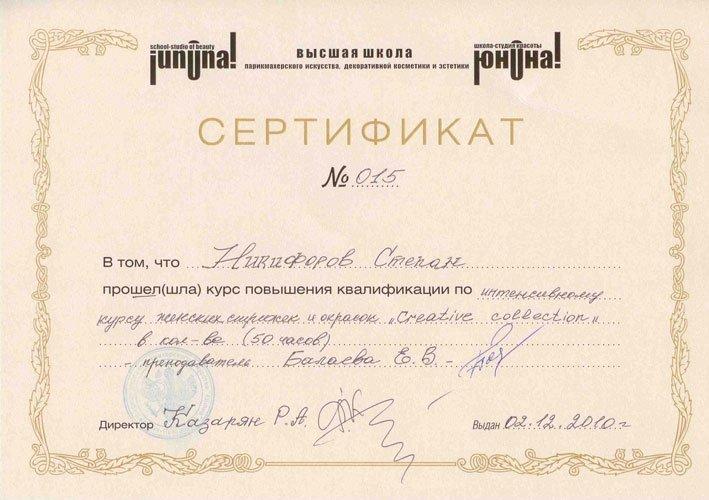 school-studio of beauty
junona!
ВЫСШАЯ ШКОЛА
парикмахерского искусства, декоративной косметики и эстетики
школа-студия красоты
юнона!
СЕРТИФИКАТ
№ 015
В том, что Никифоров Степан
прошел(шла) курс повышения квалификации по интенсивному
курсу женских стрижек и окрасок „Creative collection"
в кол-ве (50 часов)
- преподаватель Балаева Е.В. -
Директор Казарян Р.А.
Выдан 02.12.2010 г